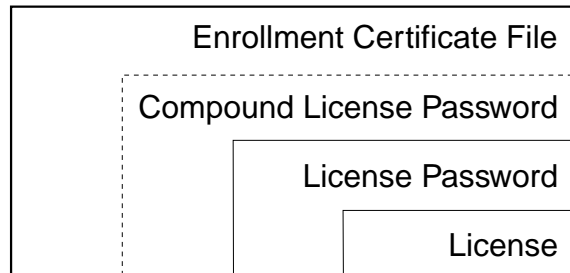 Enrollment Certificate File
Compound License Password
License Password
License